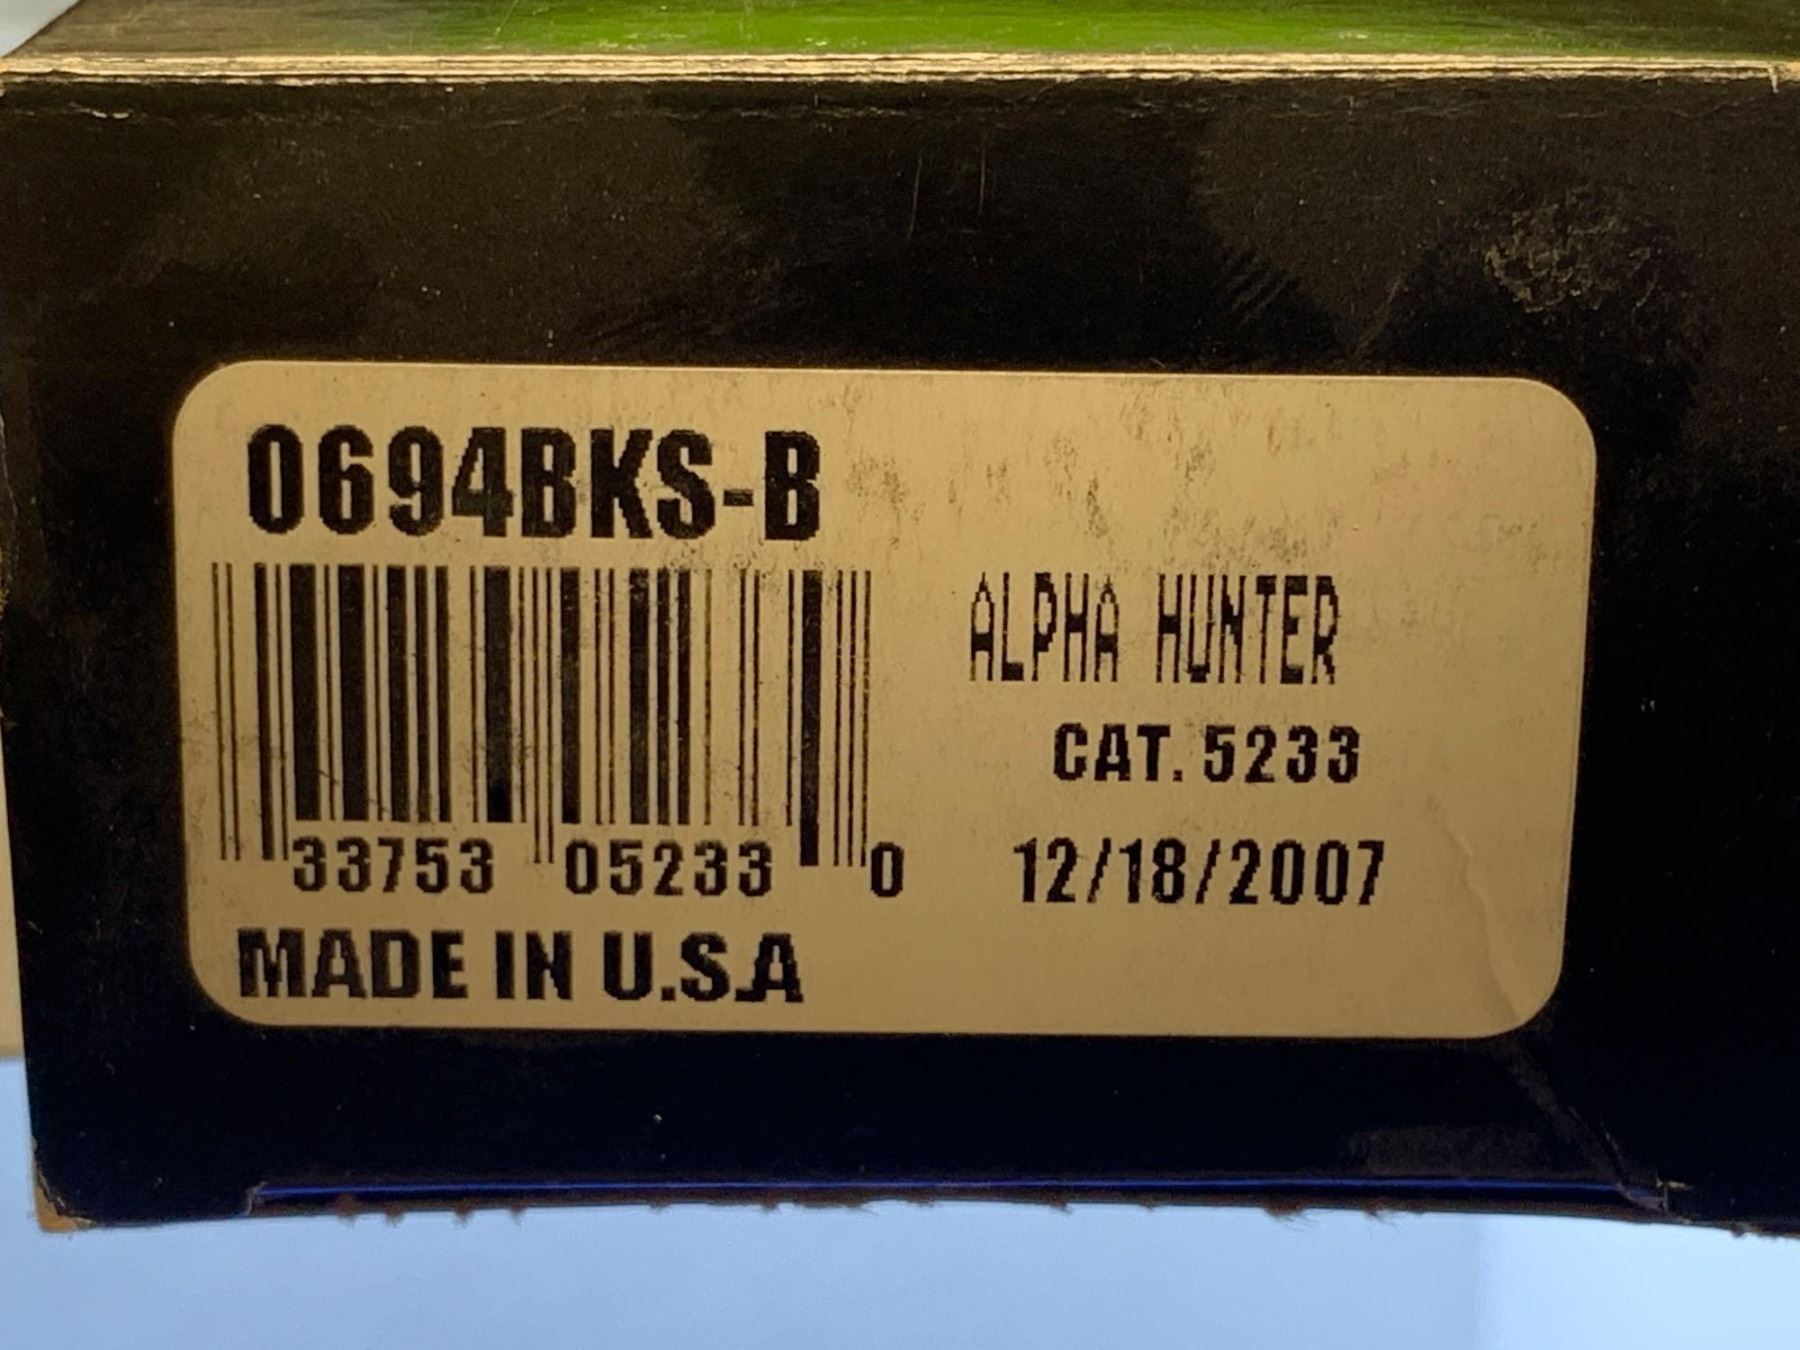 0694BKS-B
ALPHA HUNTER
CAT. 5233
33753 05233 0
12/18/2007
MADE IN U.S.A